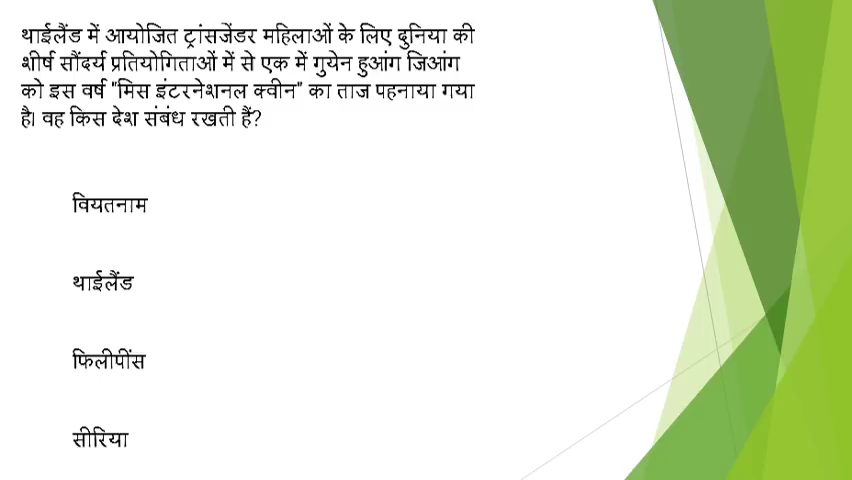 थाईलैंड में आयोजित ट्रांसजेंडर महिलाओं के लिए दुनिया की
शीर्ष सौंदर्य प्रतियोगिताओं में से एक में गुयेन हुआंग जिआंग
को इस वर्ष "मिस इंटरनेशनल क्वीन" का ताज पहनाया गया
है। वह किस देश संबंध रखती हैं?
वियतनाम
थाईलैंड
फिलीपींस
सीरिया